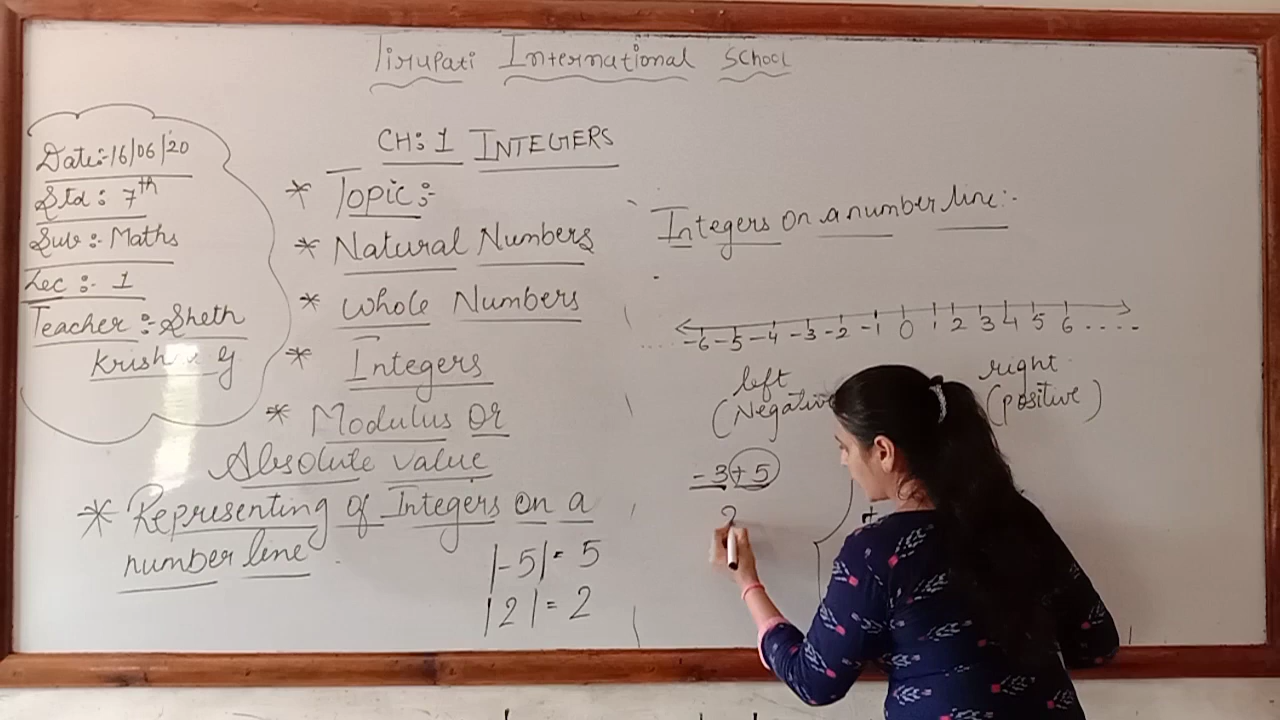 Tirupati International School
Date:-16/06/20
Std : 7th
Sub :- Maths
Lec :- 1
Teacher :- Sheth
CH: 1 INTEGERS
* Topic:-
* Natural Numbers
* Whole Numbers
* Integers
* Modulus Or
Absolute value
* Representing of Integers on a
number line
|-5| = 5
|2| = 2
Integers on a number line:-
.... -6 -5 -4 -3 -2 -1 0 1 2 3 4 5 6 ....
left
(Negative
right
(positive)
-3+5
2
+